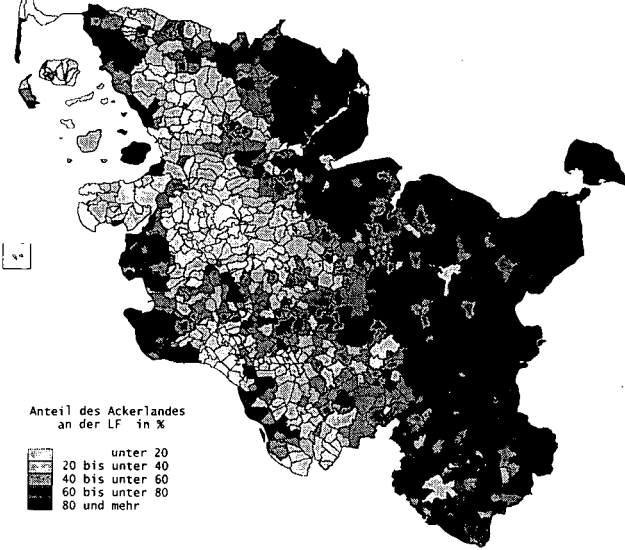 Anteil des Ackerlandes
an der LF in %
unter 20
20 bis unter 40
40 bis unter 60
60 bis unter 80
80 und mehr